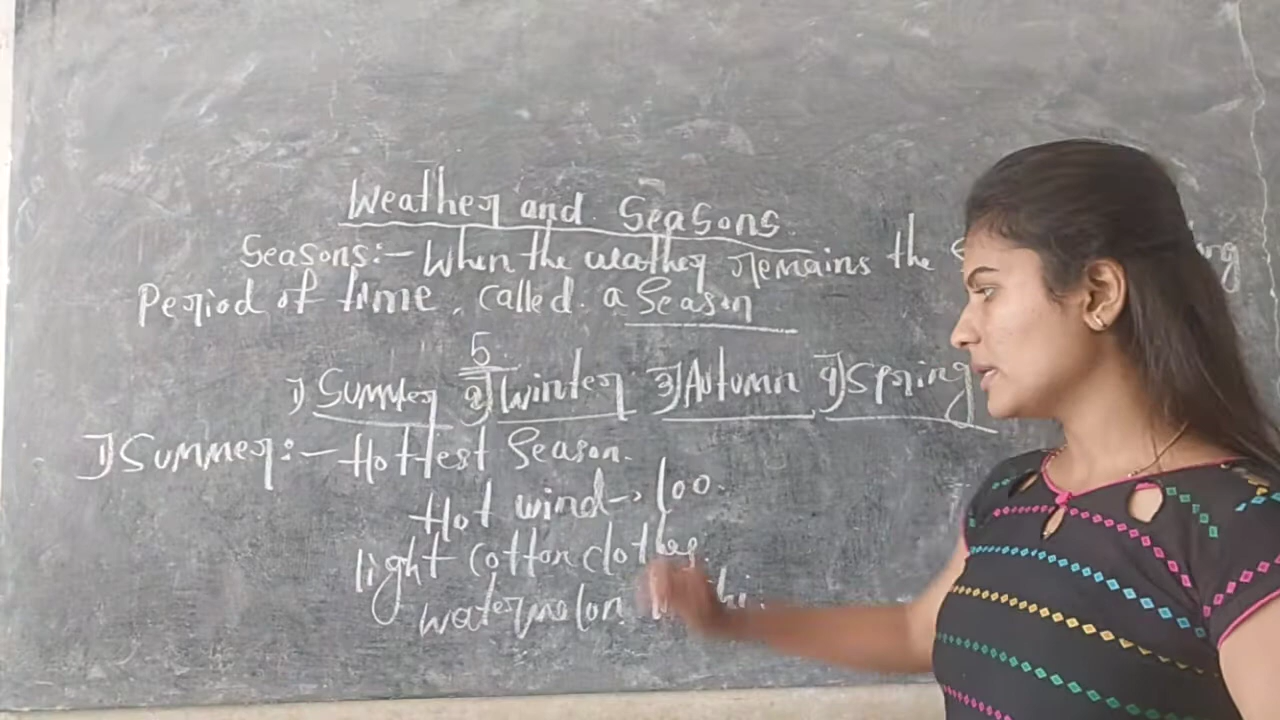 Weather and Seasons
Seasons:- When the weather remains the
Period of time, called a Season
5
1) Summer 2) Winter 3) Autumn 4) Spring
1) Summer:- Hottest Season.
Hot wind → loo.
light cotton clothes.
watermelon